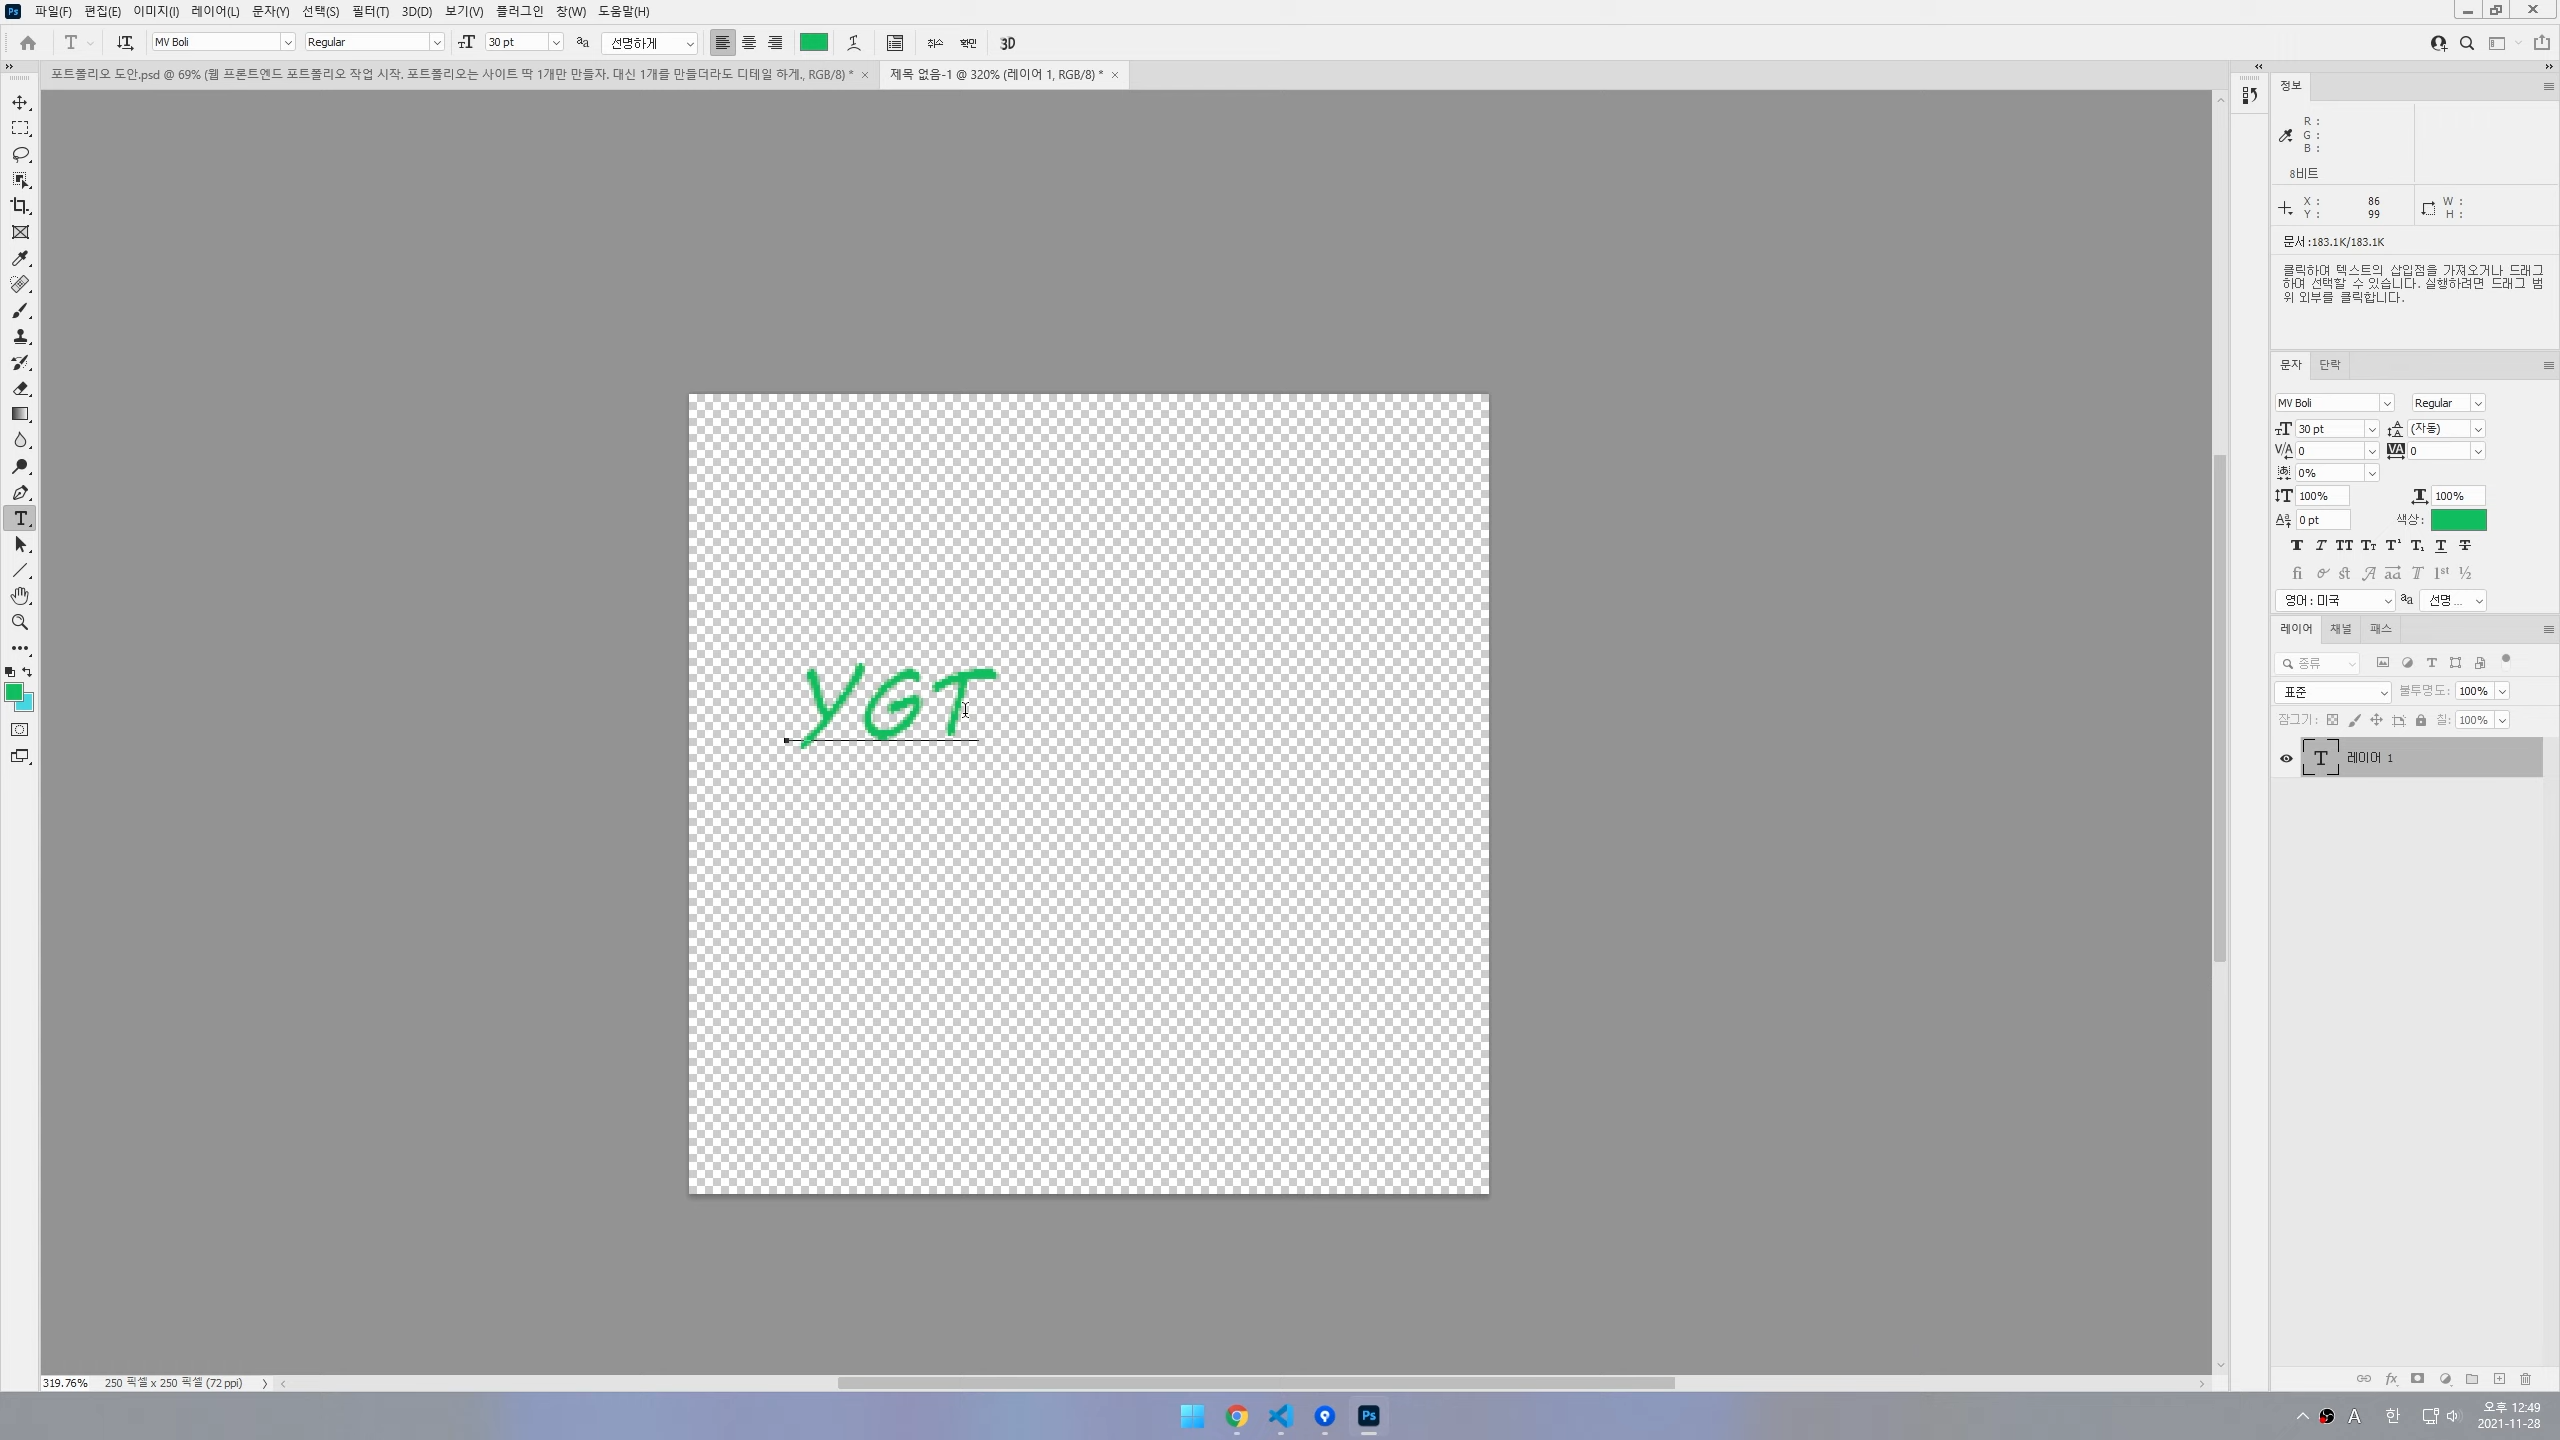 Ps 파일(F) 편집(E) 이미지(I) 레이어(L) 문자(Y) 선택(S) 필터(T) 3D(D) 보기(V) 플러그인 창(W) 도움말(H)
MV Boli Regular 30 pt 선명하게 취소 확인 3D
포트폴리오 도안.psd @ 69% (웹 프론트엔드 포트폴리오 작업 시작. 포트폴리오는 사이트 딱 1개만 만들자. 대신 1개를 만들더라도 디테일 하게., RGB/8) *
제목 없음-1 @ 320% (레이어 1, RGB/8) *
정보
R :
G :
B :
8비트
X : 86
Y : 99
W :
H :
문서:183.1K/183.1K
클릭하여 텍스트의 삽입점을 가져오거나 드래그
하여 선택할 수 있습니다. 실행하려면 드래그 범
위 외부를 클릭합니다.
문자 단락
MV Boli Regular
30 pt (자동)
0 0
0%
100% 100%
0 pt 색상:
영어: 미국 선명...
레이어 채널 패스
종류
표준 불투명도: 100%
잠그기: 칠: 100%
레이어 1
YGT
319.76% 250 픽셀 x 250 픽셀 (72 ppi)
Ps
A 한 오후 12:49
2021-11-28